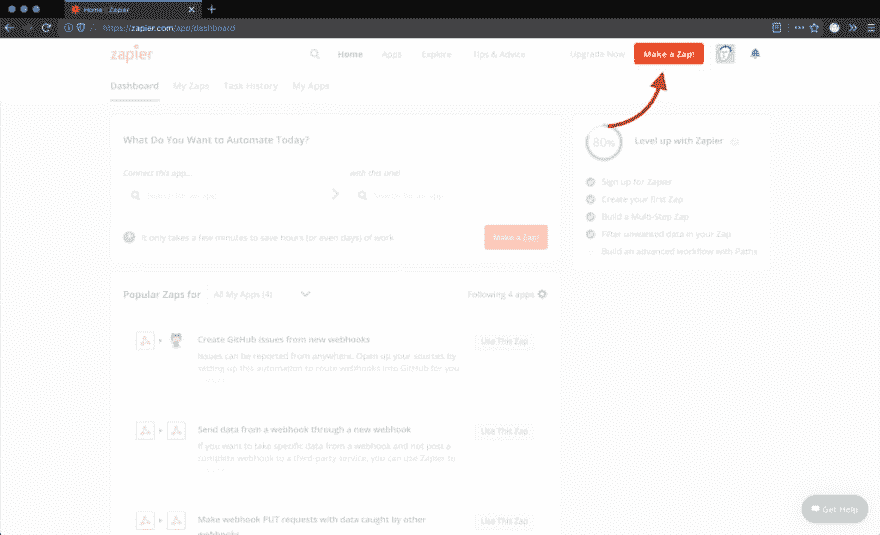 Home | Zapier
https://zapier.com/app/dashboard
zapier
Home Apps Explore Tips & Advice Upgrade Now Make a Zap!
Dashboard My Zaps Task History My Apps
What Do You Want to Automate Today?
Connect this app...
with this one!
Search for an app
Search for an app
It only takes a few minutes to save hours (or even days) of work
Make a Zap!
80%
Level up with Zapier
Sign up for Zapier
Create your first Zap
Build a Multi-Step Zap
Filter unwanted data in your Zap
Build an advanced workflow with Paths
Popular Zaps for All My Apps (4)
Following 4 apps
Create GitHub issues from new webhooks
Use This Zap
Issues can be reported from anywhere. Open up your sources by
setting up this automation to route webhooks into GitHub for you
Send data from a webhook through a new webhook
Use This Zap
If you want to take specific data from a webhook and not post a
complete webhook to a third-party service, you can use Zapier to
Make webhook PUT requests with data caught by other
webhooks
Use This Zap
Get Help